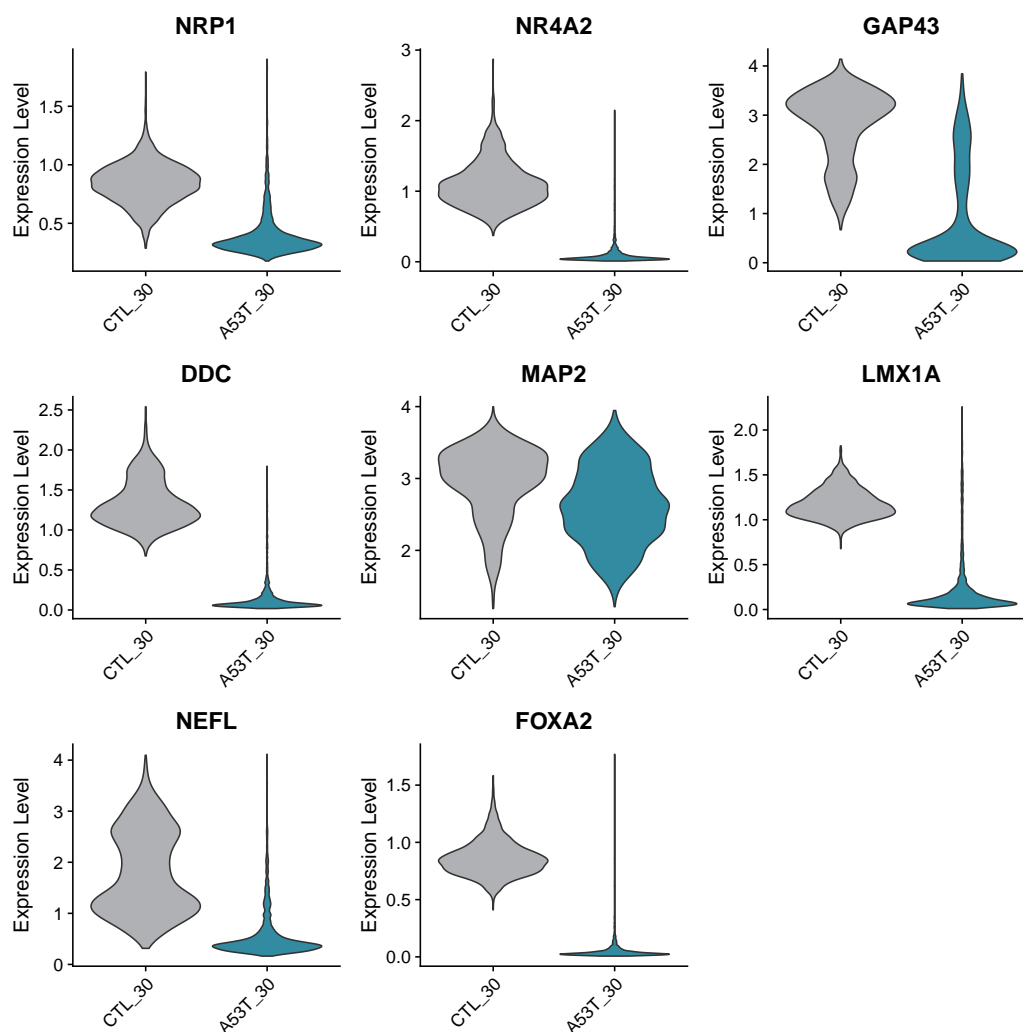 NRP1
NR4A2
GAP43
Expression Level
1.5
1.0
0.5
CTL_30
A53T_30
Expression Level
3
2
1
0
CTL_30
A53T_30
Expression Level
4
3
2
1
0
CTL_30
A53T_30
DDC
MAP2
LMX1A
Expression Level
2.5
2.0
1.5
1.0
0.5
0.0
CTL_30
A53T_30
Expression Level
4
3
2
CTL_30
A53T_30
Expression Level
2.0
1.5
1.0
0.5
0.0
CTL_30
A53T_30
NEFL
FOXA2
Expression Level
4
3
2
1
0
CTL_30
A53T_30
Expression Level
1.5
1.0
0.5
0.0
CTL_30
A53T_30